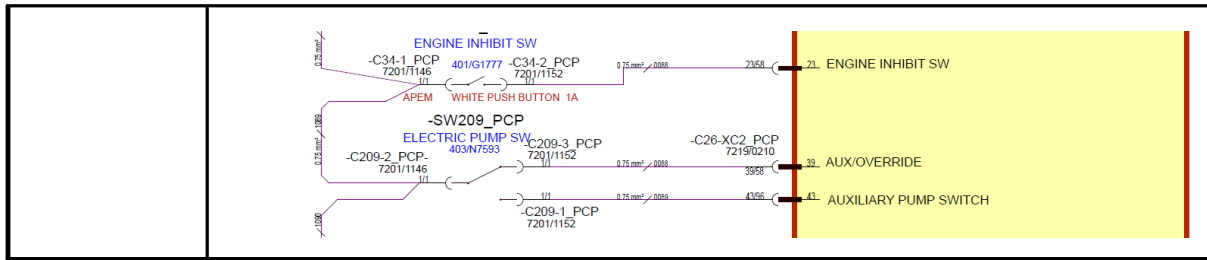 ENGINE INHIBIT SW
-C34-1_PCP
7201/1146
401/G1777
-C34-2_PCP
7201/1152
0.75 mm²
1/1
1/1
0.75 mm²
0088
23/58
23
ENGINE INHIBIT SW
APEM
WHITE PUSH BUTTON 1A
1089
0.75 mm²
-SW209_PCP
ELECTRIC PUMP SW
403/N7593
-C209-2_PCP-
7201/1146
1/1
-C209-3_PCP
7201/1152
1/1
0.75 mm²
0088
-C26-XC2_PCP
7219/0210
39/58
39
AUX/OVERRIDE
1/1
0.75 mm²
0089
43/96
43
AUXILIARY PUMP SWITCH
-C209-1_PCP
7201/1152
1090